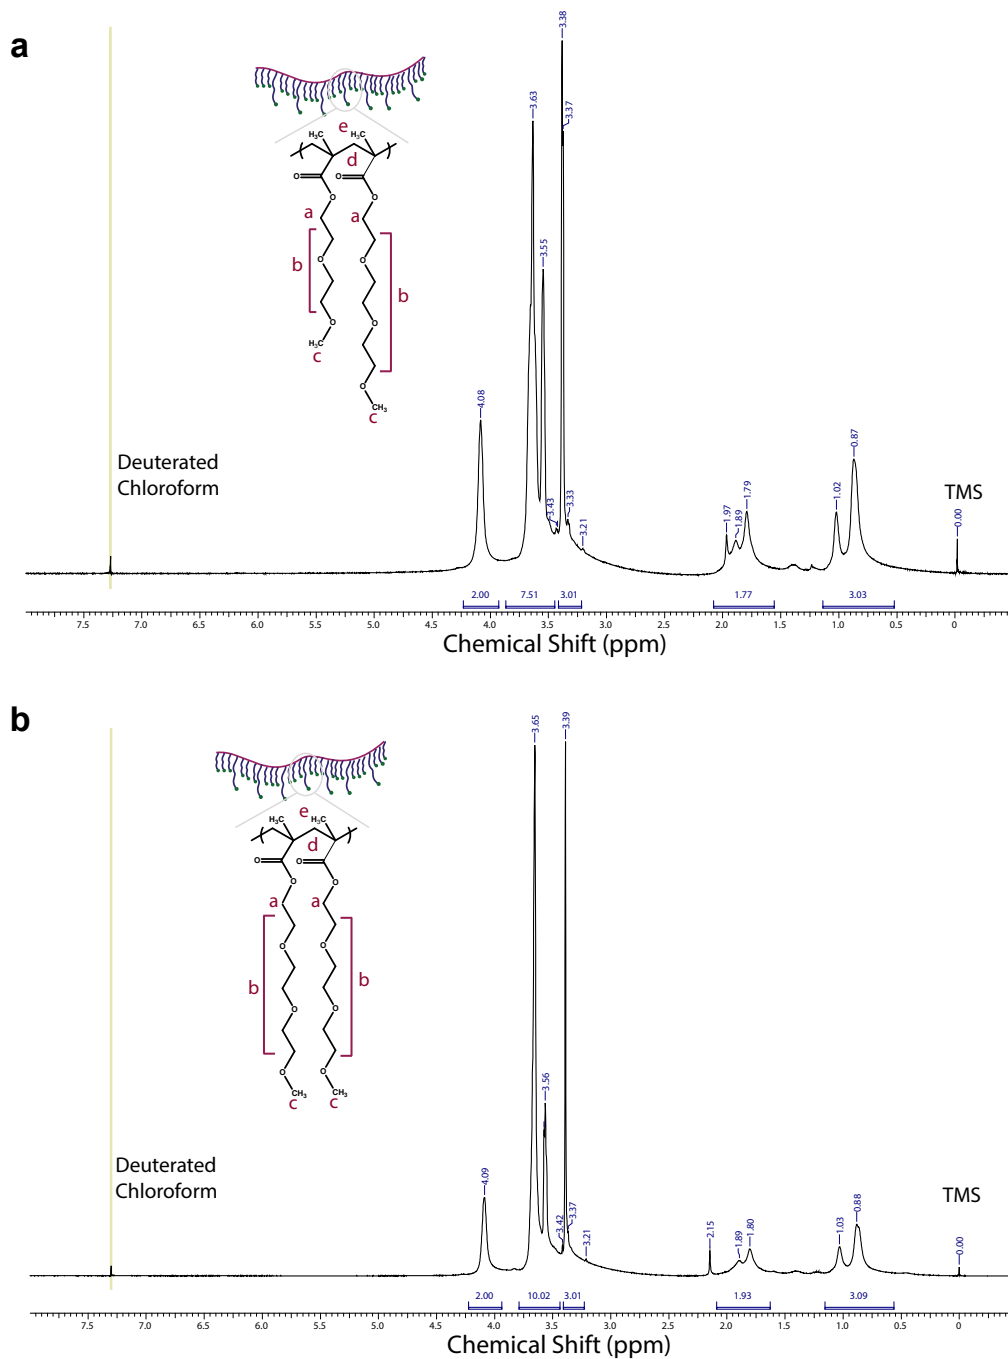 a
e
H₃C H₃C
d
O O
O O
a a
O O
b b
O O
H₃C
c
O
CH₃
c
Deuterated
Chloroform
TMS
4.08
3.63
3.55
3.43
3.38
3.37
3.33
3.21
1.97
1.89
1.79
1.02
0.87
0.00
2.00 7.51 3.01 1.77 3.03
7.5 7.0 6.5 6.0 5.5 5.0 4.5 4.0 3.5 3.0 2.5 2.0 1.5 1.0 0.5 0
Chemical Shift (ppm)
b
e
H₃C H₃C
d
O O
O O
a a
O O
b b
O O
O O
CH₃ CH₃
c c
Deuterated
Chloroform
TMS
4.09
3.65
3.56
3.42
3.39
3.37
3.21
2.15
1.89
1.80
1.03
0.88
0.00
2.00 10.02 3.01 1.93 3.09
7.5 7.0 6.5 6.0 5.5 5.0 4.5 4.0 3.5 3.0 2.5 2.0 1.5 1.0 0.5 0
Chemical Shift (ppm)